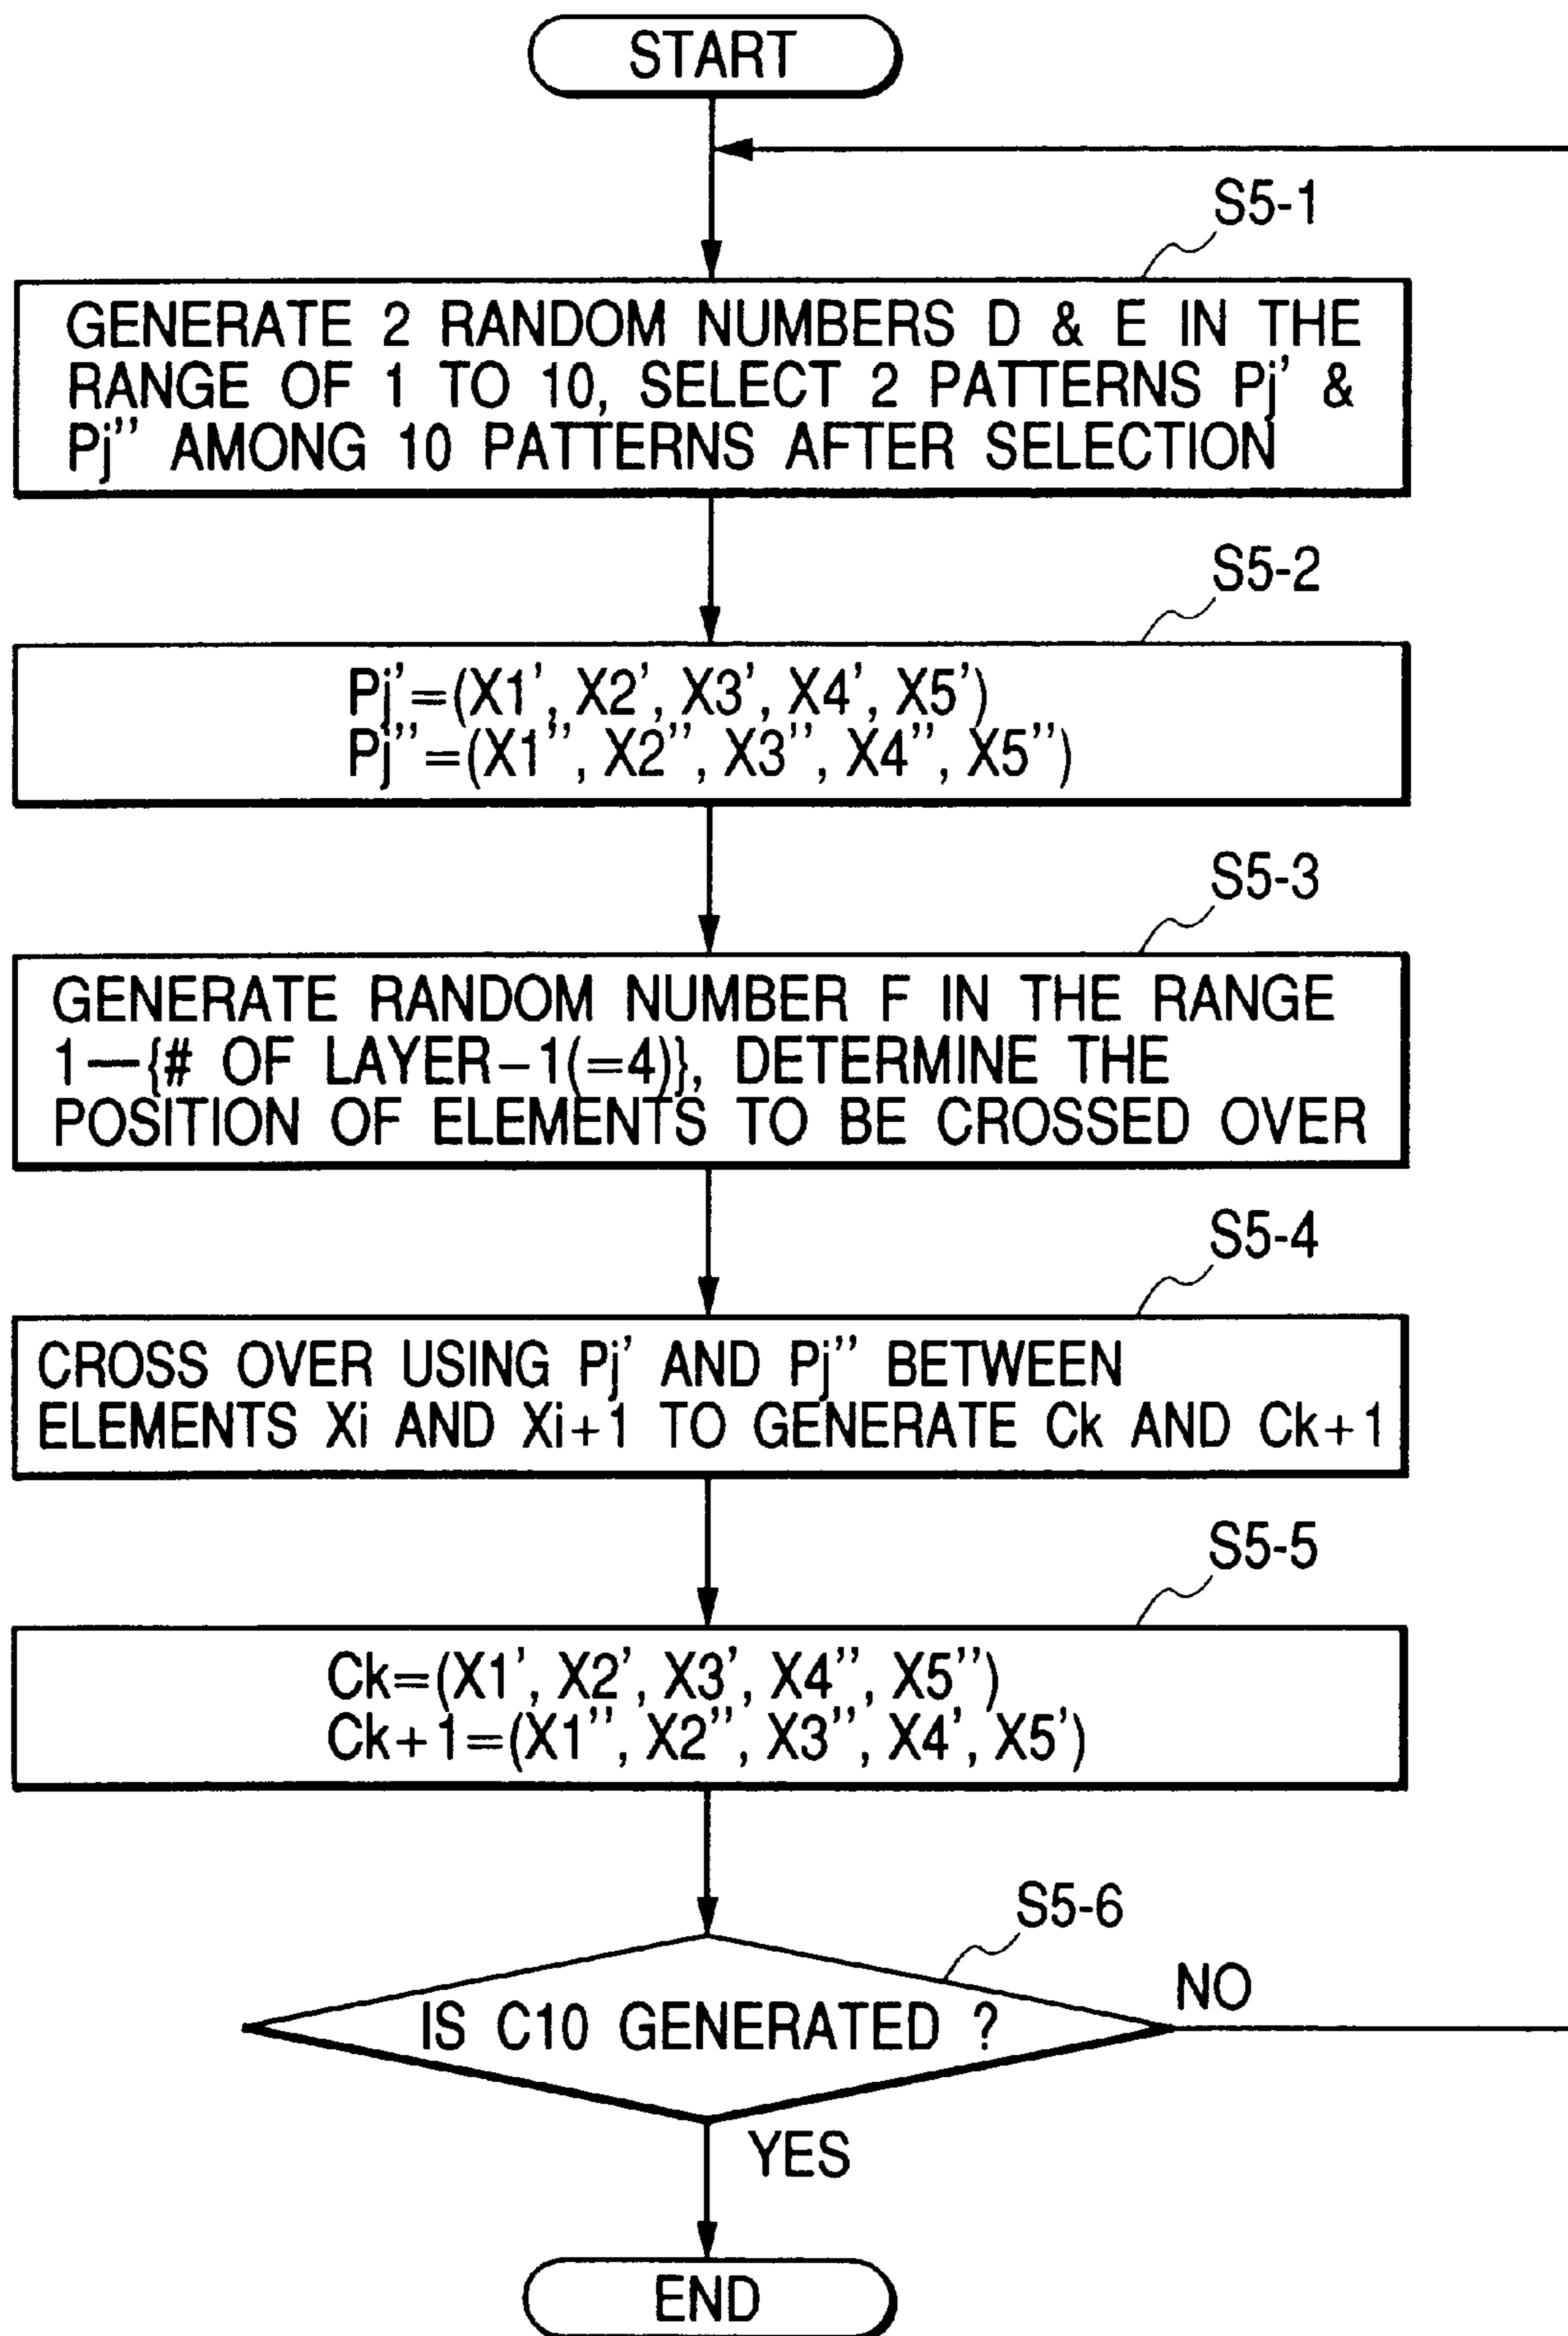 START
S5-1
GENERATE 2 RANDOM NUMBERS D & E IN THE
RANGE OF 1 TO 10, SELECT 2 PATTERNS Pj' &
Pj'' AMONG 10 PATTERNS AFTER SELECTION
S5-2
Pj'=(X1', X2', X3', X4', X5')
Pj''=(X1'', X2'', X3'', X4'', X5'')
S5-3
GENERATE RANDOM NUMBER F IN THE RANGE
1—{# OF LAYER-1(=4)}, DETERMINE THE
POSITION OF ELEMENTS TO BE CROSSED OVER
S5-4
CROSS OVER USING Pj' AND Pj'' BETWEEN
ELEMENTS Xi AND Xi+1 TO GENERATE Ck AND Ck+1
S5-5
Ck=(X1', X2', X3', X4'', X5'')
Ck+1=(X1'', X2'', X3'', X4', X5')
S5-6
IS C10 GENERATED ?
NO
YES
END